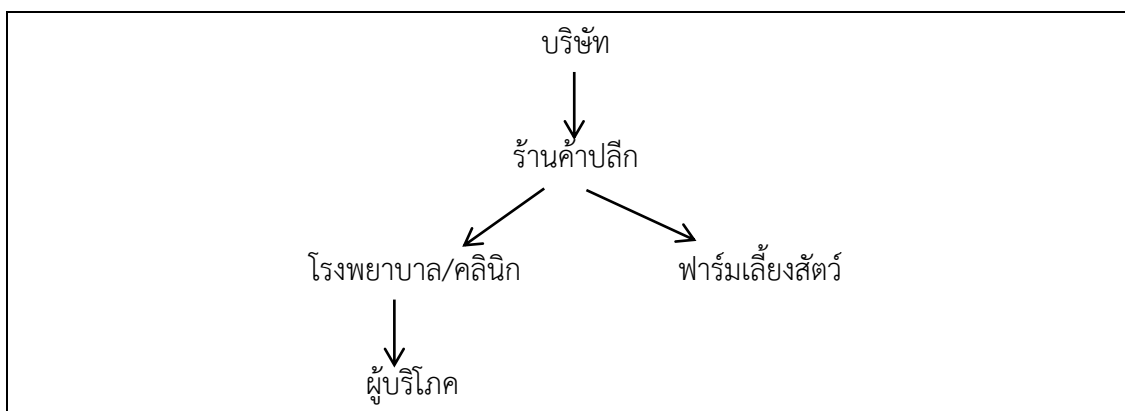 บริษัท
ร้านค้าปลีก
โรงพยาบาล/คลินิก ฟาร์มเลี้ยงสัตว์
ผู้บริโภค